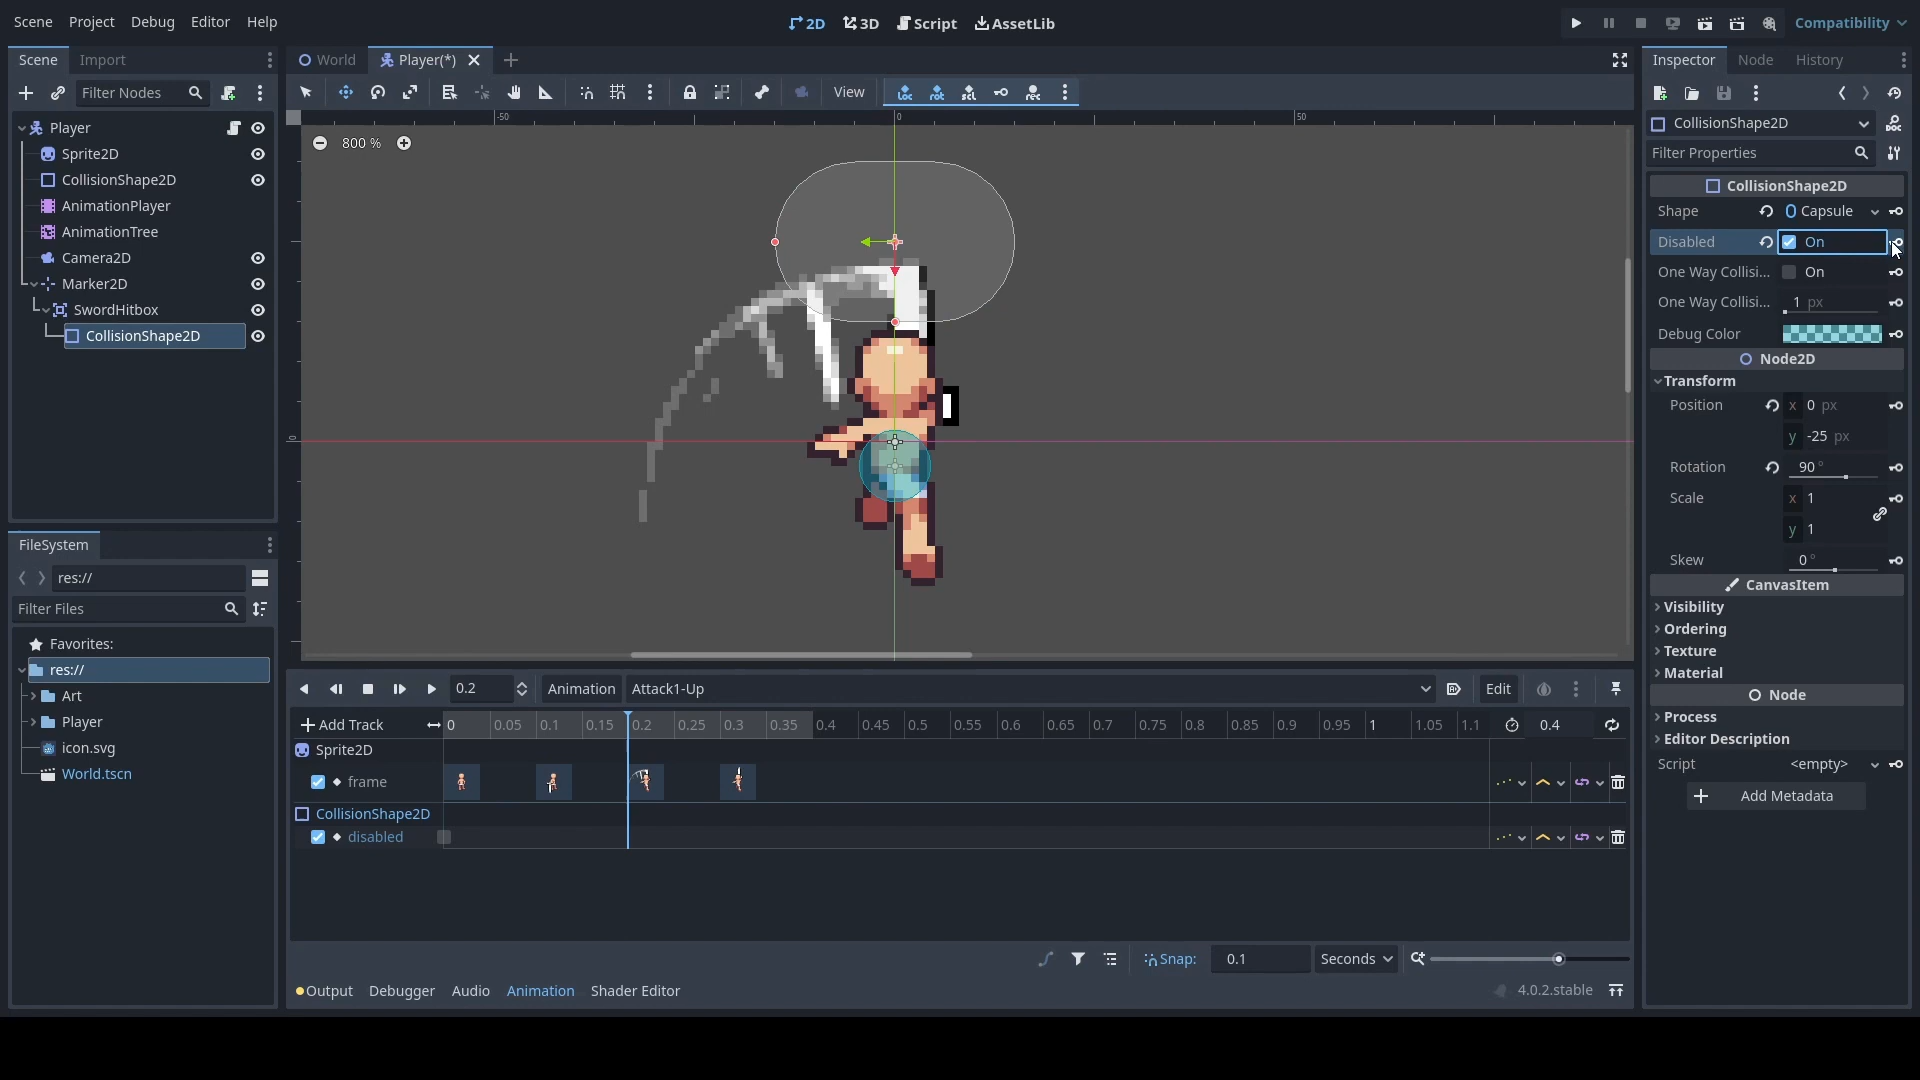 Scene Project Debug Editor Help
2D 3D Script AssetLib
Compatibility
Scene Import
World Player(*)
Inspector Node History
Filter Nodes
View
Player
Sprite2D
CollisionShape2D
AnimationPlayer
AnimationTree
Camera2D
Marker2D
SwordHitbox
CollisionShape2D
-50 0 50
800 %
0
CollisionShape2D
Filter Properties
CollisionShape2D
Shape Capsule
Disabled On
One Way Collisi... On
One Way Collisi... 1 px
Debug Color
Node2D
Transform
Position x 0 px
y -25 px
Rotation 90 °
Scale x 1
y 1
Skew 0 °
CanvasItem
Visibility
Ordering
Texture
Material
Node
Process
Editor Description
Script <empty>
Add Metadata
FileSystem
res://
Filter Files
Favorites:
res://
Art
Player
icon.svg
World.tscn
0.2 Animation Attack1-Up Edit
Add Track 0 0.05 0.1 0.15 0.2 0.25 0.3 0.35 0.4 0.45 0.5 0.55 0.6 0.65 0.7 0.75 0.8 0.85 0.9 0.95 1 1.05 1.1 0.4
Sprite2D
frame
CollisionShape2D
disabled
Snap: 0.1 Seconds
Output Debugger Audio Animation Shader Editor 4.0.2.stable